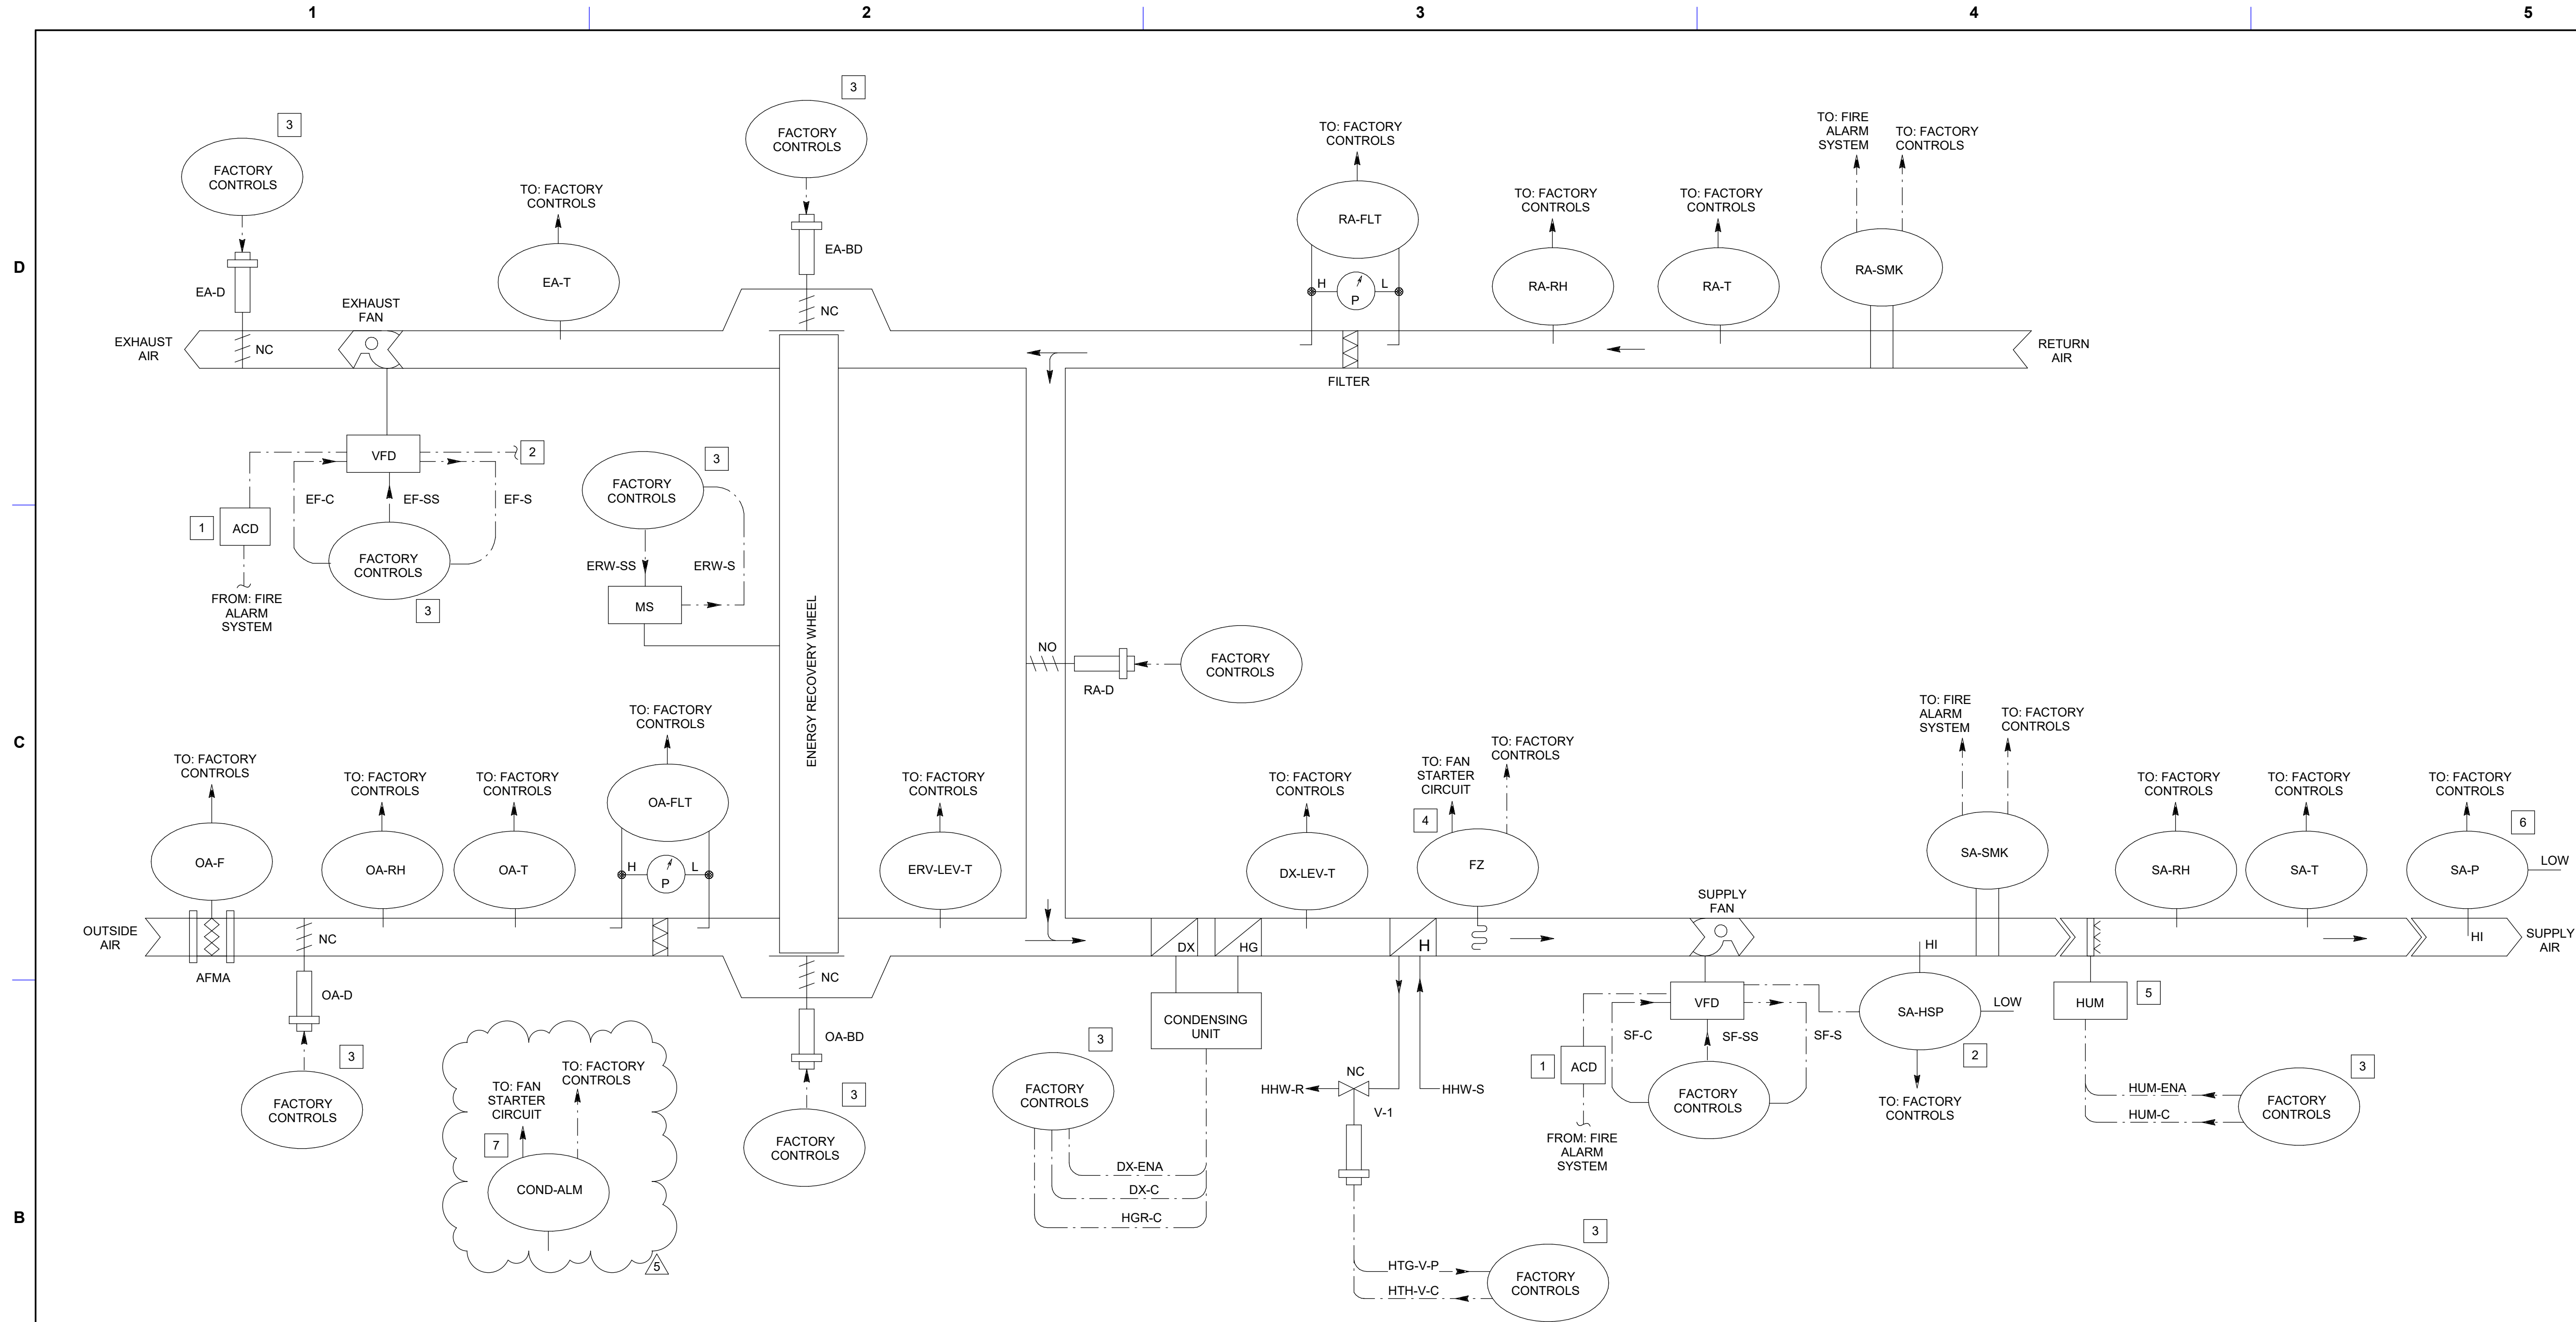 1
2
3
4
5
D
C
B
3
FACTORY
CONTROLS
EA-D
NC
EXHAUST
AIR
EXHAUST
FAN
TO: FACTORY
CONTROLS
EA-T
3
FACTORY
CONTROLS
EA-BD
NC
TO: FACTORY
CONTROLS
RA-FLT
H
P
L
FILTER
TO: FACTORY
CONTROLS
RA-RH
TO: FACTORY
CONTROLS
RA-T
TO: FIRE
ALARM
SYSTEM
TO: FACTORY
CONTROLS
RA-SMK
RETURN
AIR
VFD
2
EF-C
EF-SS
EF-S
1
ACD
FACTORY
CONTROLS
3
FROM: FIRE
ALARM
SYSTEM
3
FACTORY
CONTROLS
ERW-SS
ERW-S
MS
ENERGY RECOVERY WHEEL
NO
RA-D
FACTORY
CONTROLS
TO: FACTORY
CONTROLS
OA-F
OUTSIDE
AIR
AFMA
NC
OA-D
3
FACTORY
CONTROLS
TO: FACTORY
CONTROLS
OA-RH
TO: FACTORY
CONTROLS
OA-T
TO: FACTORY
CONTROLS
OA-FLT
H
P
L
TO: FACTORY
CONTROLS
ERV-LEV-T
NC
OA-BD
3
FACTORY
CONTROLS
TO: FAN
STARTER
CIRCUIT
TO: FACTORY
CONTROLS
7
COND-ALM
5
TO: FACTORY
CONTROLS
DX-LEV-T
TO: FAN
STARTER
CIRCUIT
TO: FACTORY
CONTROLS
4
FZ
DX
HG
H
CONDENSING
UNIT
3
FACTORY
CONTROLS
DX-ENA
DX-C
HGR-C
NC
HHW-R
HHW-S
V-1
3
HTG-V-P
HTH-V-C
FACTORY
CONTROLS
SUPPLY
FAN
VFD
SF-C
SF-SS
SF-S
1
ACD
FACTORY
CONTROLS
FROM: FIRE
ALARM
SYSTEM
TO: FIRE
ALARM
SYSTEM
TO: FACTORY
CONTROLS
SA-SMK
HI
SA-HSP
LOW
2
TO: FACTORY
CONTROLS
TO: FACTORY
CONTROLS
SA-RH
TO: FACTORY
CONTROLS
SA-T
TO: FACTORY
CONTROLS
6
SA-P
LOW
HI
SUPPLY
AIR
HUM
5
3
HUM-ENA
HUM-C
FACTORY
CONTROLS